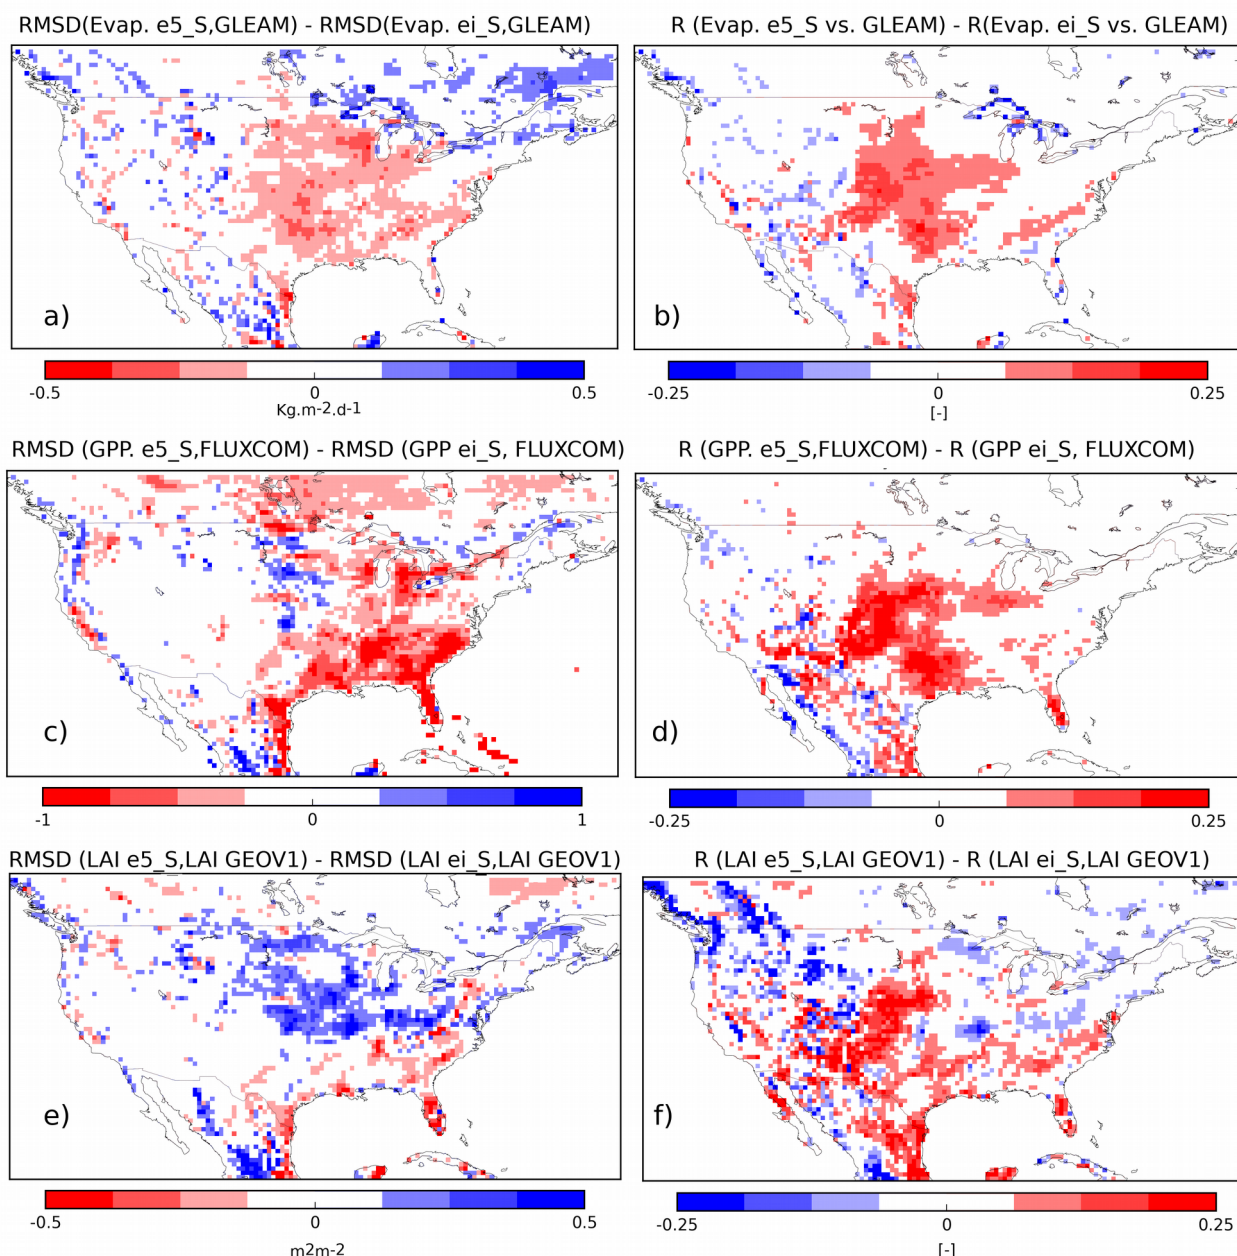 RMSD(Evap. e5_S,GLEAM) - RMSD(Evap. ei_S,GLEAM)
R (Evap. e5_S vs. GLEAM) - R(Evap. ei_S vs. GLEAM)
a)
b)
-0.5 0 0.5
Kg.m-2.d-1
-0.25 0 0.25
[-]
RMSD (GPP. e5_S,FLUXCOM) - RMSD (GPP ei_S, FLUXCOM)
R (GPP. e5_S,FLUXCOM) - R (GPP ei_S, FLUXCOM)
c)
d)
-1 0 1
-0.25 0 0.25
RMSD (LAI e5_S,LAI GEOV1) - RMSD (LAI ei_S,LAI GEOV1)
R (LAI e5_S,LAI GEOV1) - R (LAI ei_S,LAI GEOV1)
e)
f)
-0.5 0 0.5
m2m-2
-0.25 0 0.25
[-]